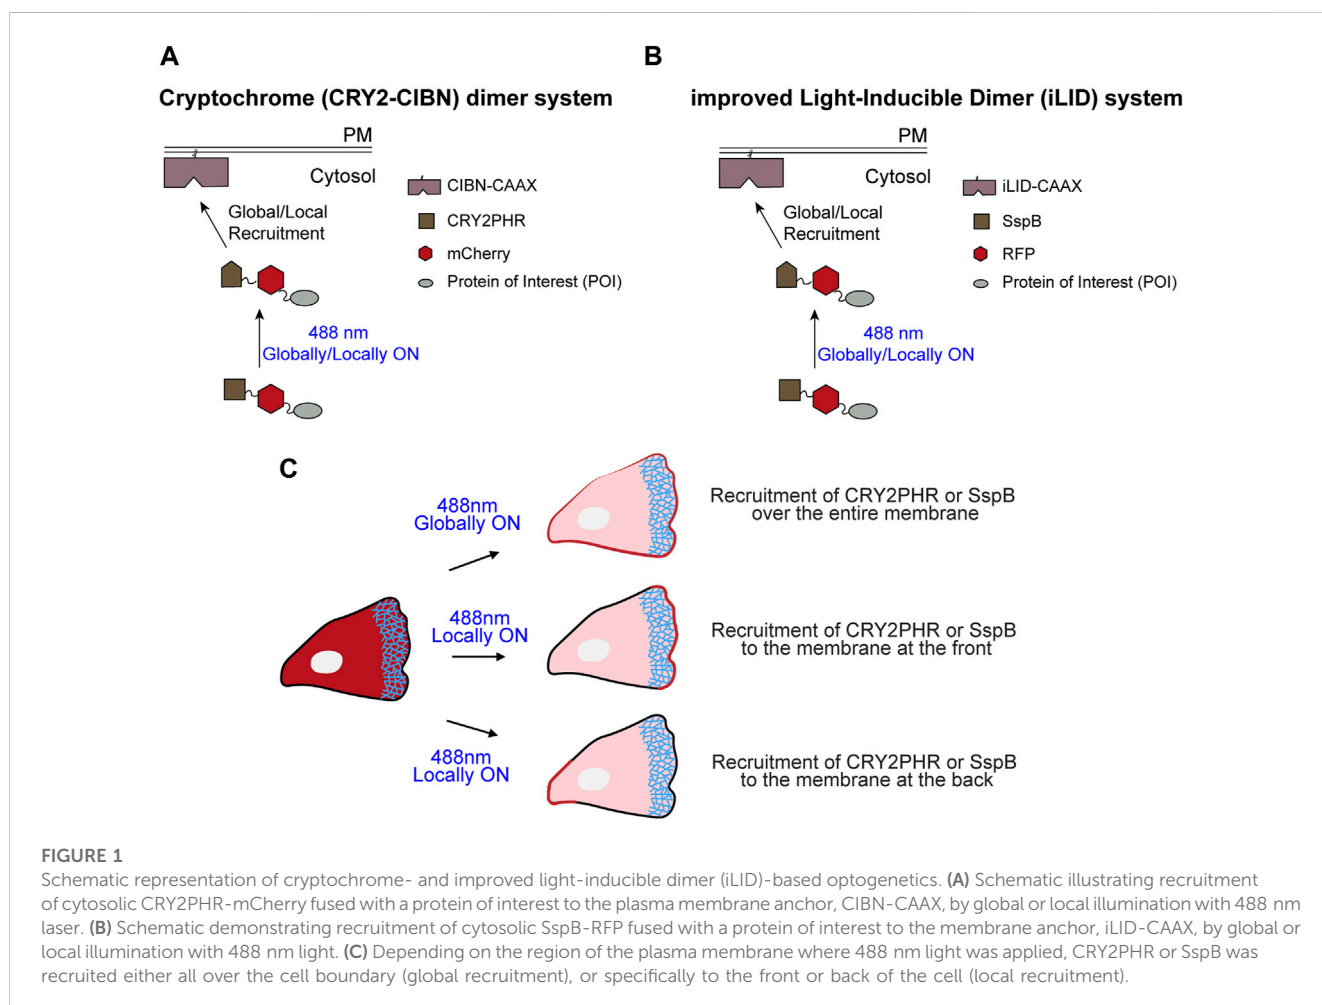 A
Cryptochrome (CRY2-CIBN) dimer system
PM
Cytosol
CIBN-CAAX
Global/Local
Recruitment
CRY2PHR
mCherry
Protein of Interest (POI)
488 nm
Globally/Locally ON
B
improved Light-Inducible Dimer (iLID) system
PM
Cytosol
iLID-CAAX
Global/Local
Recruitment
SspB
RFP
Protein of Interest (POI)
488 nm
Globally/Locally ON
C
488nm
Globally ON
Recruitment of CRY2PHR or SspB
over the entire membrane
488nm
Locally ON
Recruitment of CRY2PHR or SspB
to the membrane at the front
488nm
Locally ON
Recruitment of CRY2PHR or SspB
to the membrane at the back
FIGURE 1
Schematic representation of cryptochrome- and improved light-inducible dimer (iLID)-based optogenetics. (A) Schematic illustrating recruitment
of cytosolic CRY2PHR-mCherry fused with a protein of interest to the plasma membrane anchor, CIBN-CAAX, by global or local illumination with 488 nm
laser. (B) Schematic demonstrating recruitment of cytosolic SspB-RFP fused with a protein of interest to the membrane anchor, iLID-CAAX, by global or
local illumination with 488 nm light. (C) Depending on the region of the plasma membrane where 488 nm light was applied, CRY2PHR or SspB was
recruited either all over the cell boundary (global recruitment), or specifically to the front or back of the cell (local recruitment).